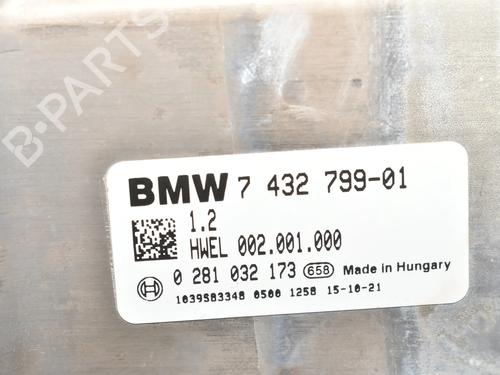 B-PARTS
BMW 7 432 799-01
1.2
HWEL 002.001.000
0 281 032 173 658 Made in Hungary
1039S83348 0500 1258 15-10-21